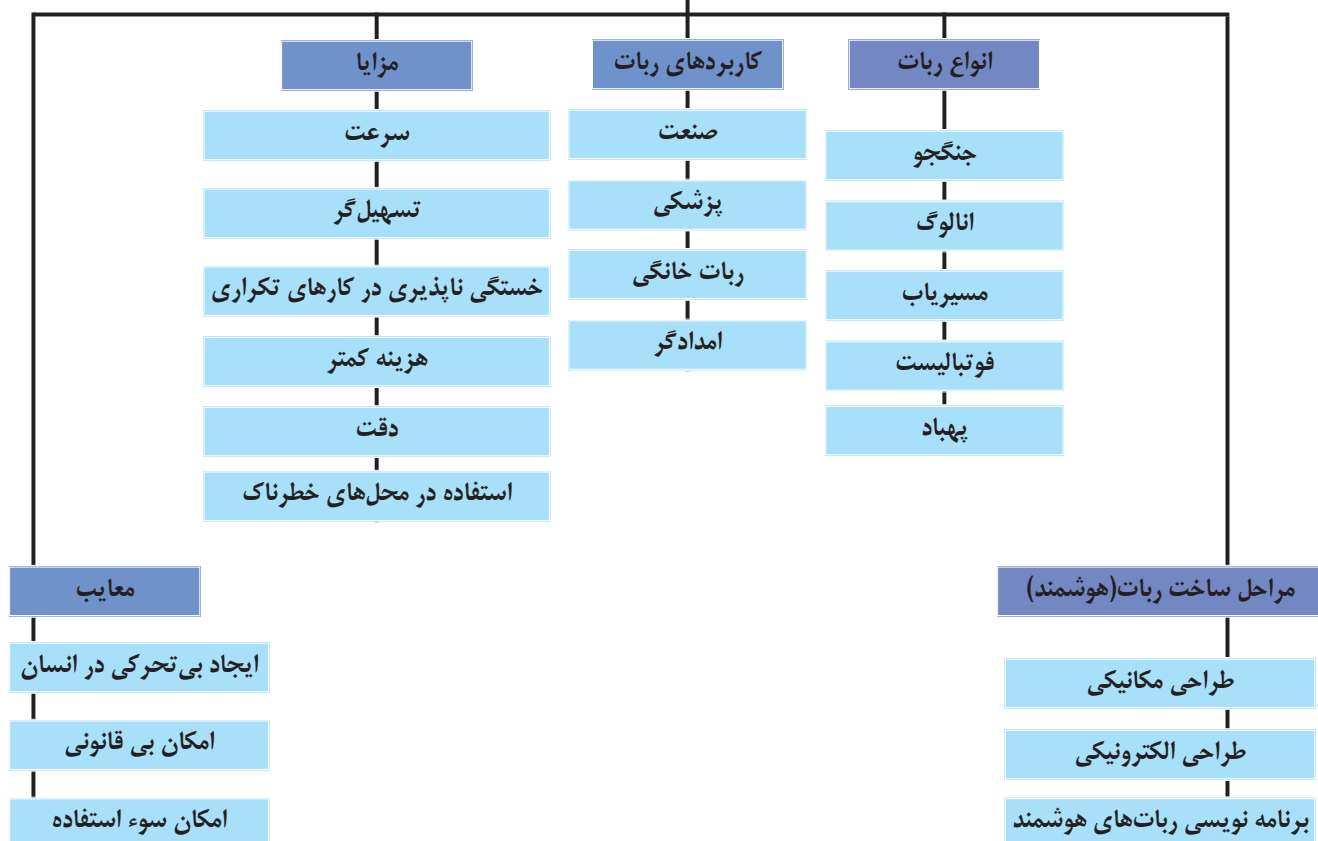 انواع ربات
جنگجو
انالوگ
مسیریاب
فوتبالیست
پهباد
کاربردهای ربات
صنعت
پزشکی
ربات خانگی
امدادگر
مزایا
سرعت
تسهیل‌گر
خستگی ناپذیری در کارهای تکراری
هزینه کمتر
دقت
استفاده در محل‌های خطرناک
مراحل ساخت ربات(هوشمند)
طراحی مکانیکی
طراحی الکترونیکی
برنامه نویسی ربات‌های هوشمند
معایب
ایجاد بی‌تحرکی در انسان
امکان بی قانونی
امکان سوء استفاده